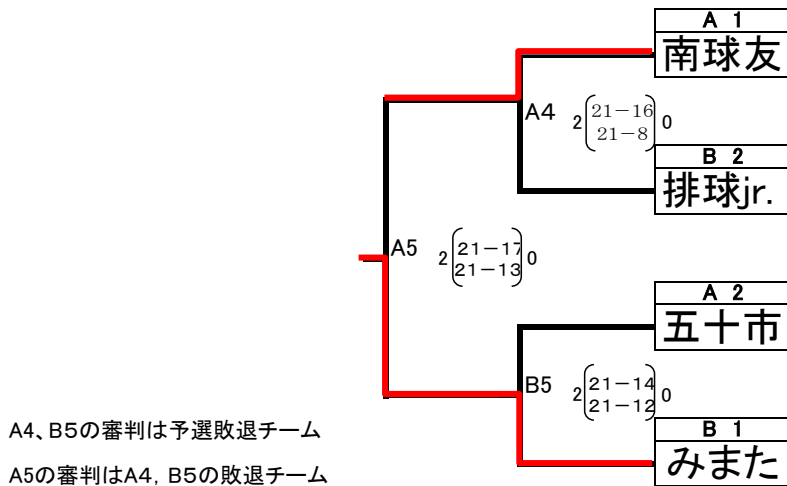 A 1
南球友
A4 2 21－16 0
21－8
B 2
排球jr.
A5 2 21－17 0
21－13
A 2
五十市
B5 2 21－14 0
21－12
B 1
みまた
A4、B5の審判は予選敗退チーム
A5の審判はA4，B5の敗退チーム